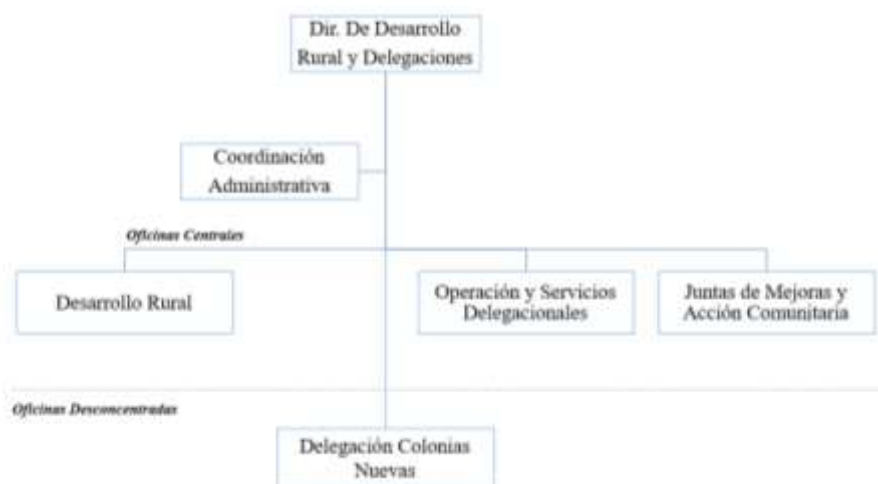 Dir. De Desarrollo
Rural y Delegaciones
Coordinación
Administrativa
Oficinas Centrales
Desarrollo Rural
Operación y Servicios
Delegacionales
Juntas de Mejoras y
Acción Comunitaria
Oficinas Desconcentradas
Delegación Colonias
Nuevas